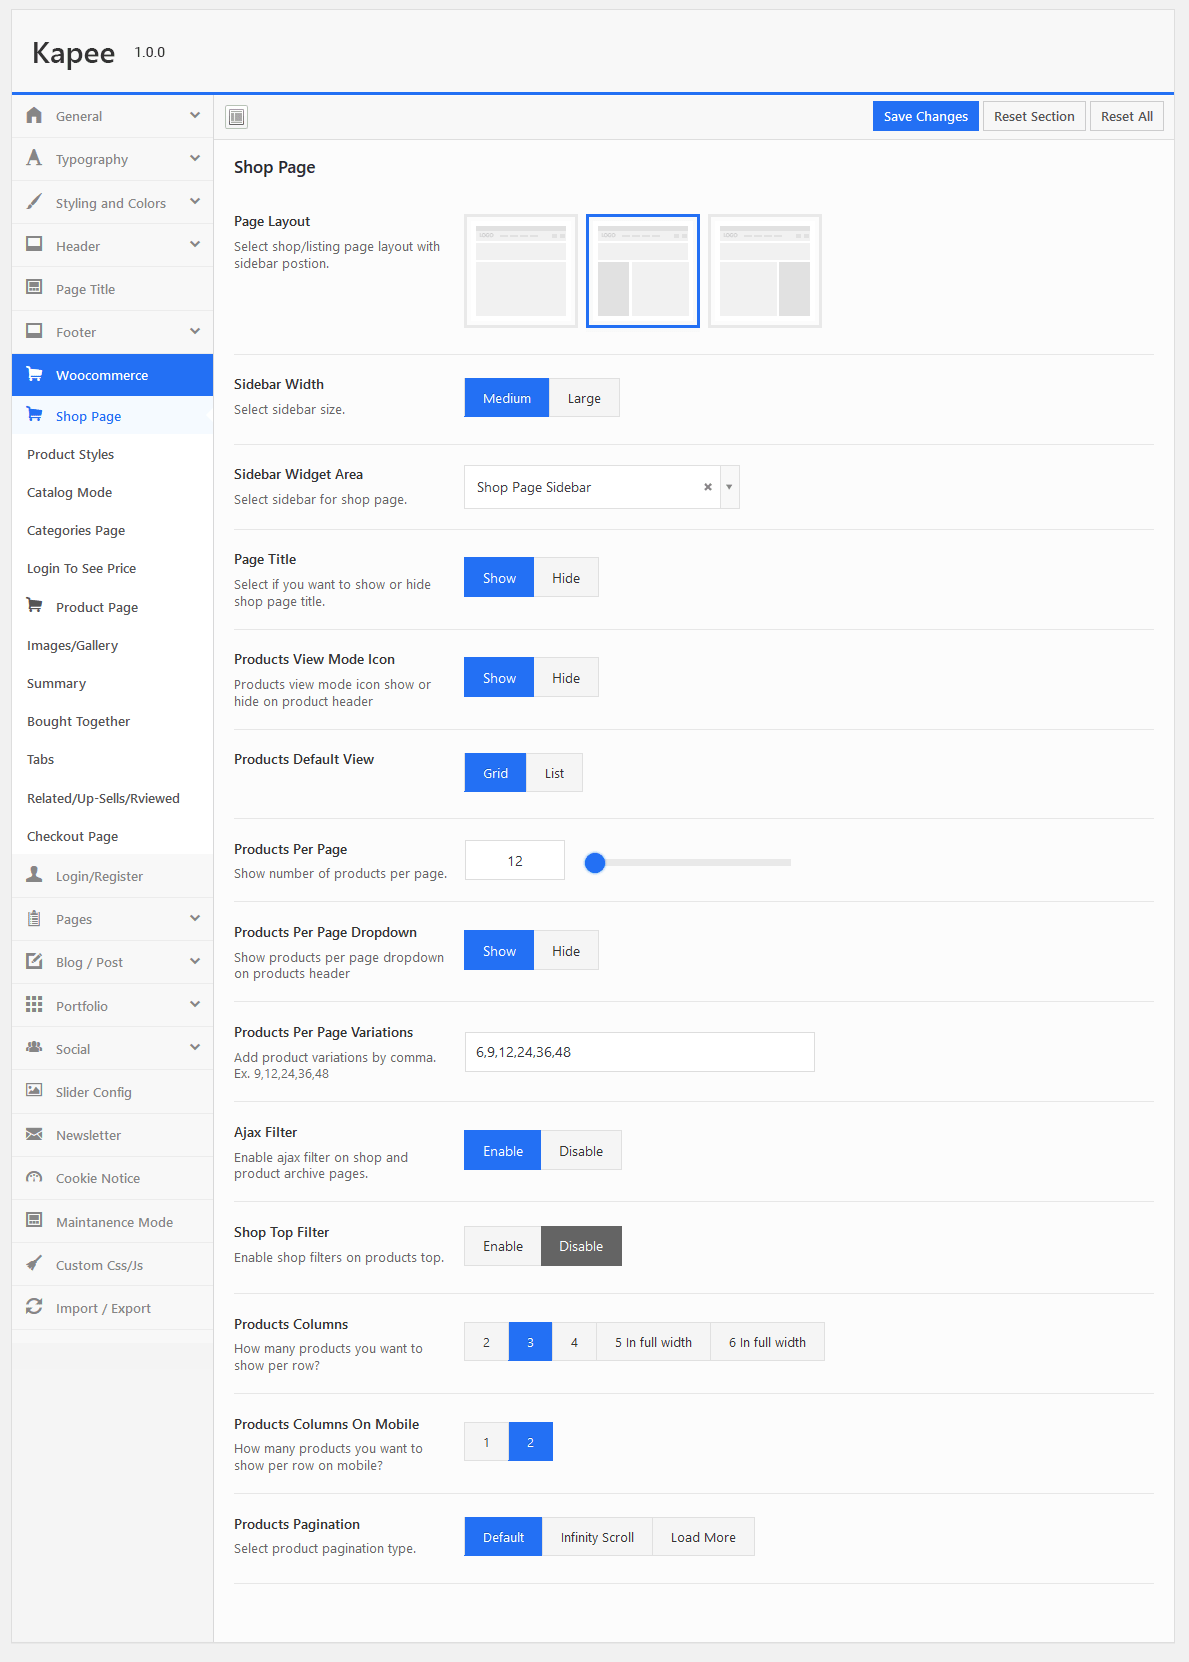 Kapee 1.0.0
Save Changes
Reset Section
Reset All
General
Typography
Styling and Colors
Header
Page Title
Footer
Woocommerce
Shop Page
Product Styles
Catalog Mode
Categories Page
Login To See Price
Product Page
Images/Gallery
Summary
Bought Together
Tabs
Related/Up-Sells/Rviewed
Checkout Page
Login/Register
Pages
Blog / Post
Portfolio
Social
Slider Config
Newsletter
Cookie Notice
Maintanence Mode
Custom Css/Js
Import / Export
Shop Page
Page Layout
Select shop/listing page layout with
sidebar postion.
LOGO
LOGO
LOGO
Sidebar Width
Select sidebar size.
Medium
Large
Sidebar Widget Area
Select sidebar for shop page.
Shop Page Sidebar
Page Title
Select if you want to show or hide
shop page title.
Show
Hide
Products View Mode Icon
Products view mode icon show or
hide on product header
Show
Hide
Products Default View
Grid
List
Products Per Page
Show number of products per page.
12
Products Per Page Dropdown
Show products per page dropdown
on products header
Show
Hide
Products Per Page Variations
Add product variations by comma.
Ex. 9,12,24,36,48
6,9,12,24,36,48
Ajax Filter
Enable ajax filter on shop and
product archive pages.
Enable
Disable
Shop Top Filter
Enable shop filters on products top.
Enable
Disable
Products Columns
How many products you want to
show per row?
2
3
4
5 In full width
6 In full width
Products Columns On Mobile
How many products you want to
show per row on mobile?
1
2
Products Pagination
Select product pagination type.
Default
Infinity Scroll
Load More